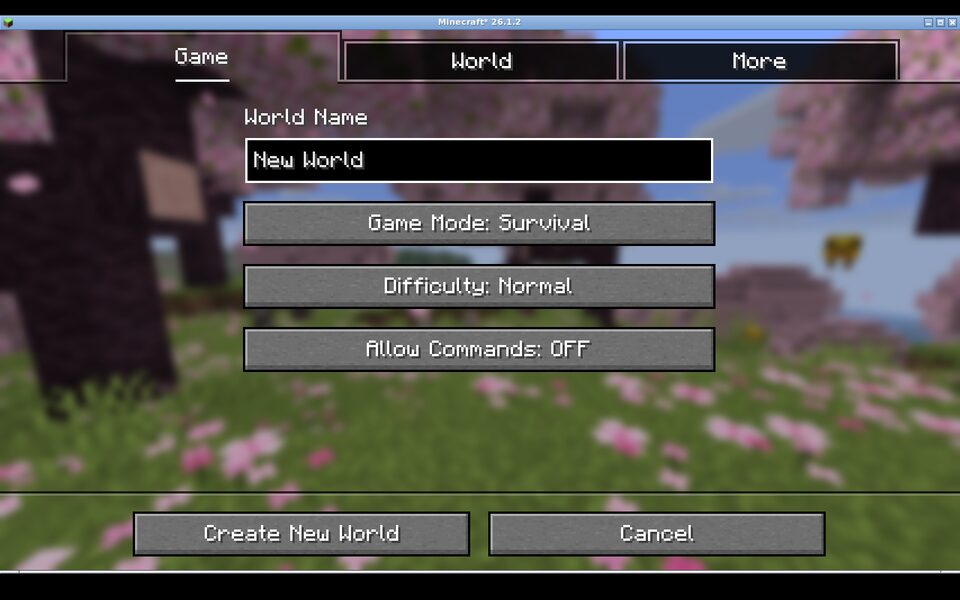 Minecraft* 26.1.2
Game
World
More
World Name
New World
Game Mode: Survival
Difficulty: Normal
Allow Commands: OFF
Create New World
Cancel